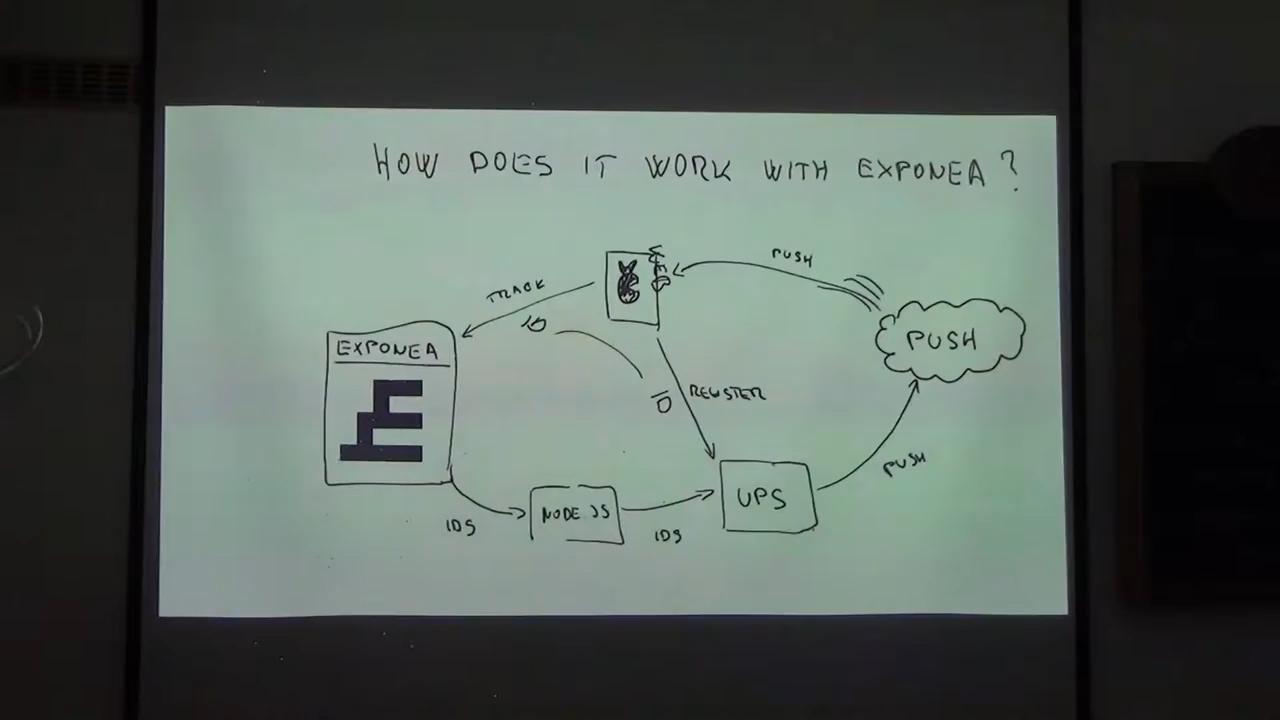 HOW DOES IT WORK WITH EXPONEA?
PUSH
TRACK
ID
EXPONEA
PUSH
ID
REGISTER
PUSH
UPS
NODE JS
IDS
IDS